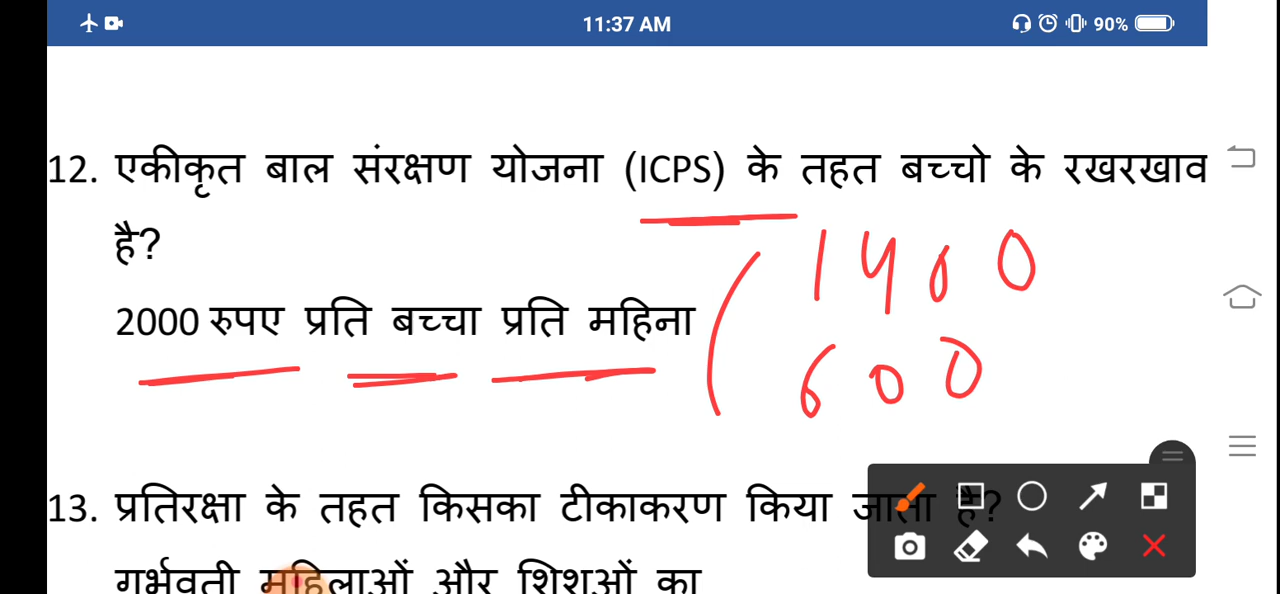 11:37 AM
90%
12. एकीकृत बाल संरक्षण योजना (ICPS) के तहत बच्चो के रखरखाव
है?
1400
2000 रुपए प्रति बच्चा प्रति महिना
600
13. प्रतिरक्षा के तहत किसका टीकाकरण किया जाता है?
गर्भवती महिलाओं और शिशुओं का